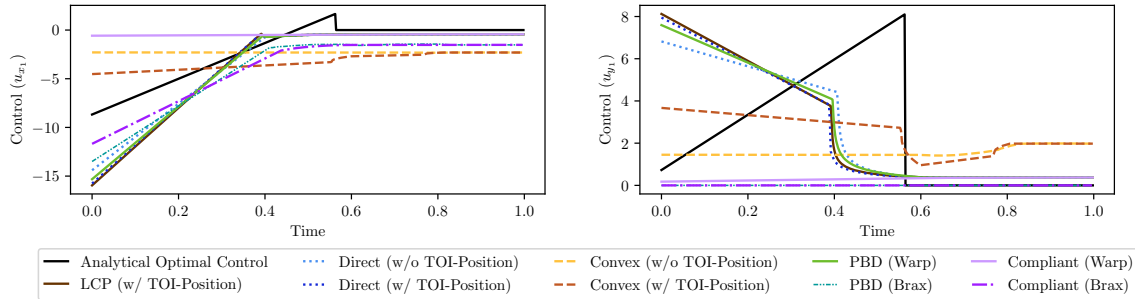 0
−5
−10
−15
Control (u_{x1})
0.0 0.2 0.4 0.6 0.8 1.0
Time
8
6
4
2
0
Control (u_{y1})
0.0 0.2 0.4 0.6 0.8 1.0
Time
Analytical Optimal Control
LCP (w/ TOI-Position)
Direct (w/o TOI-Position)
Direct (w/ TOI-Position)
Convex (w/o TOI-Position)
Convex (w/ TOI-Position)
PBD (Warp)
PBD (Brax)
Compliant (Warp)
Compliant (Brax)